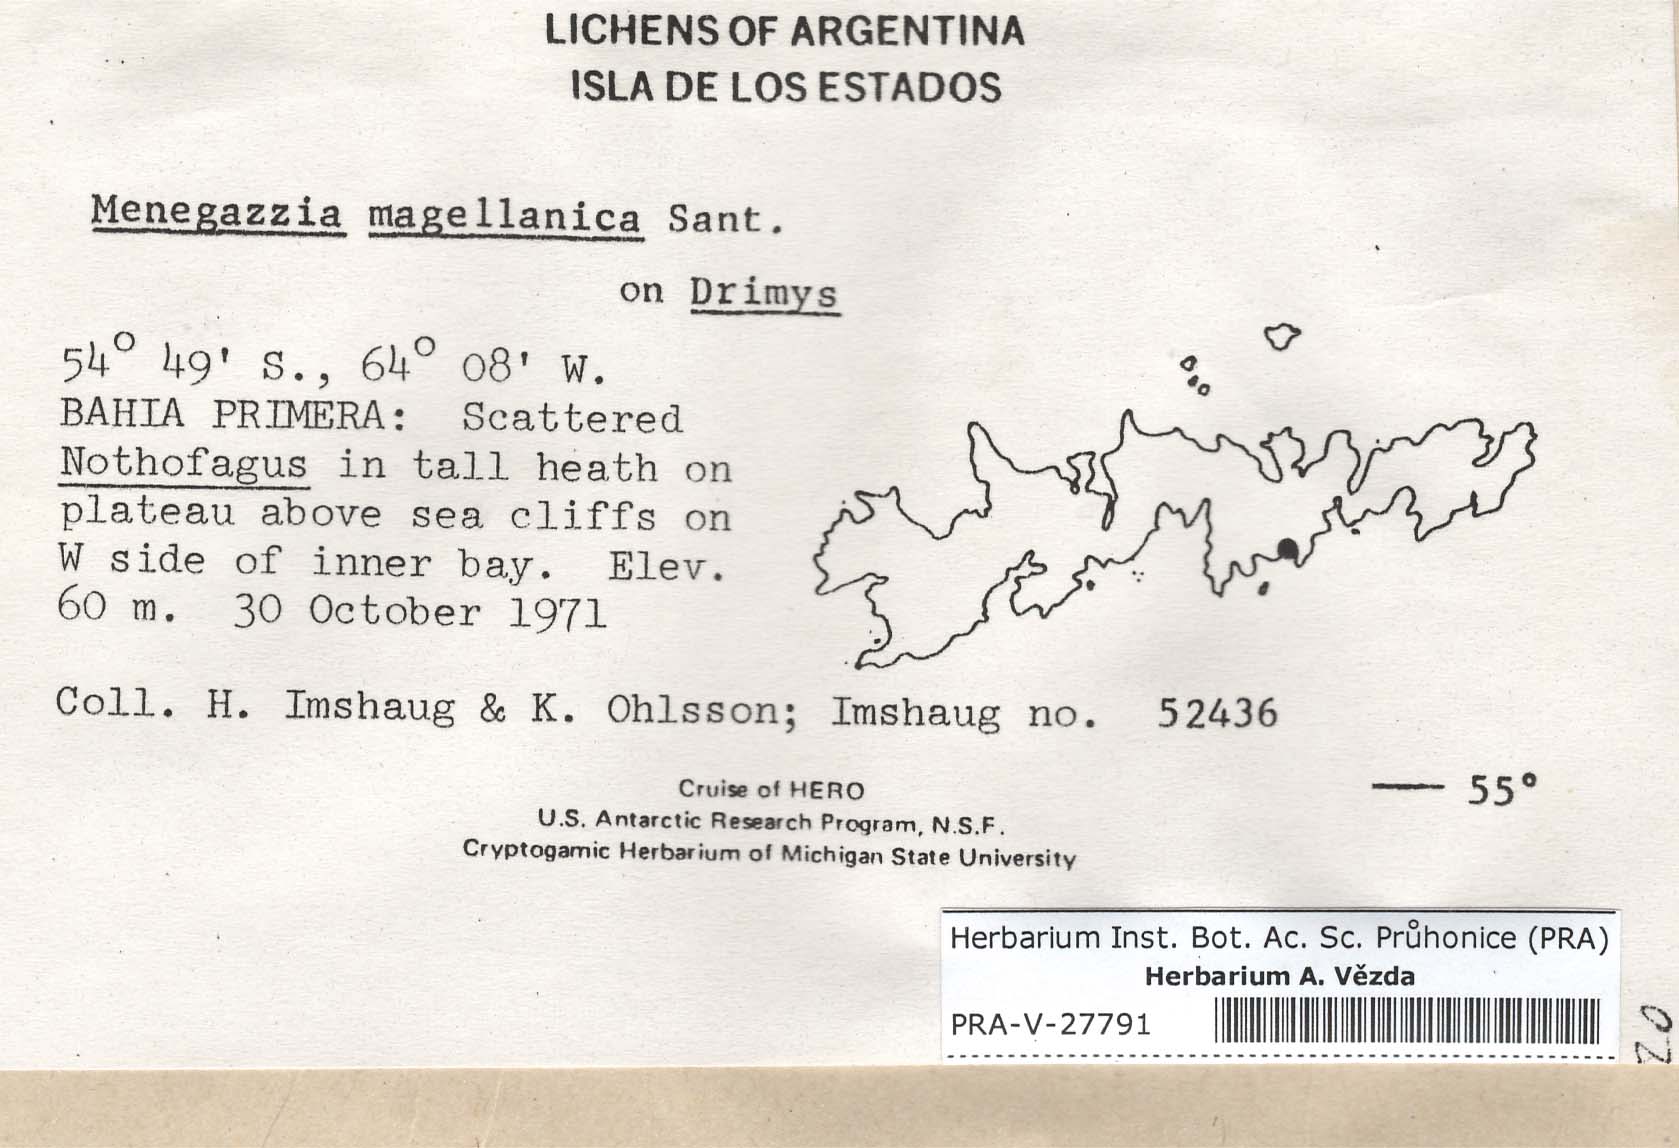 LICHENS OF ARGENTINA
ISLA DE LOS ESTADOS
Menegazzia magellanica Sant.
on Drimys
54° 49' S., 64° 08' W.
BAHIA PRIMERA: Scattered
Nothofagus in tall heath on
plateau above sea cliffs on
W side of inner bay. Elev.
60 m. 30 October 1971
Coll. H. Imshaug & K. Ohlsson; Imshaug no. 52436
— 55°
Cruise of HERO
U.S. Antarctic Research Program, N.S.F.
Cryptogamic Herbarium of Michigan State University
Herbarium Inst. Bot. Ac. Sc. Průhonice (PRA)
Herbarium A. Vězda
PRA-V-27791